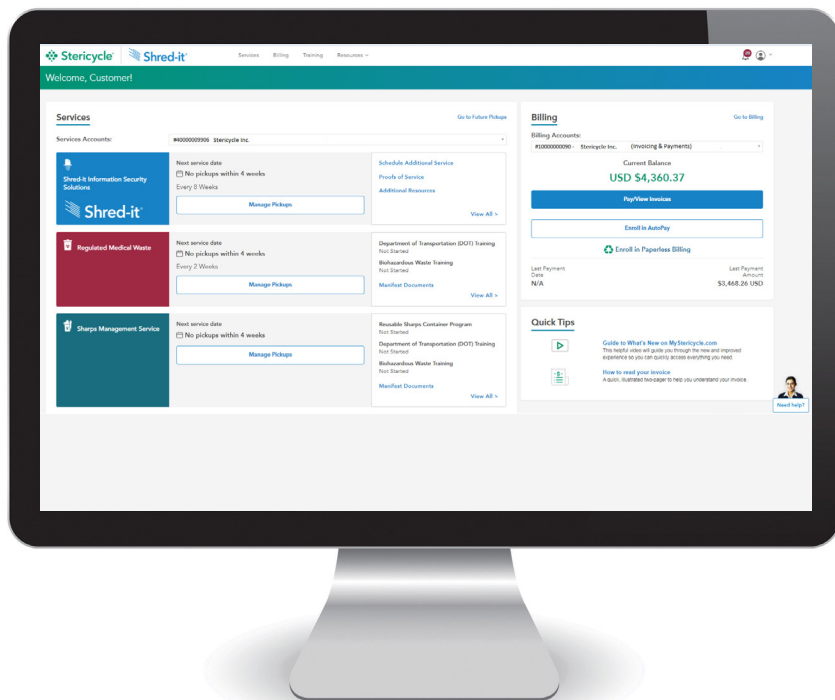 Stericycle® Shred-it®
Services Billing Training Resources
Welcome, Customer!
Services
Go to Future Pickups
Services Accounts:
#40000009906 Stericycle Inc.
Shred-it Information Security
Solutions
Shred-it®
Next service date
No pickups within 4 weeks
Every 8 Weeks
Manage Pickups
Schedule Additional Service
Proofs of Service
Additional Resources
View All >
Regulated Medical Waste
Next service date
No pickups within 4 weeks
Every 2 Weeks
Manage Pickups
Department of Transportation (DOT) Training
Not Started
Biohazardous Waste Training
Not Started
Manifest Documents
View All >
Sharps Management Service
Next service date
No pickups within 4 weeks
Manage Pickups
Reusable Sharps Container Program
Not Started
Department of Transportation (DOT) Training
Not Started
Biohazardous Waste Training
Not Started
Manifest Documents
View All >
Billing
Go to Billing
Billing Accounts:
#10000000090 - Stericycle Inc. (Invoicing & Payments)
Current Balance
USD $4,360.37
Pay/View Invoices
Enroll in AutoPay
Enroll in Paperless Billing
Last Payment
Date
N/A
Last Payment
Amount
$3,468.26 USD
Quick Tips
Guide to What's New on MyStericycle.com
This helpful video will guide you through the new and improved
experience so you can quickly access everything you need.
How to read your invoice
A quick, illustrated two-pager to help you understand your invoice.
Need help?